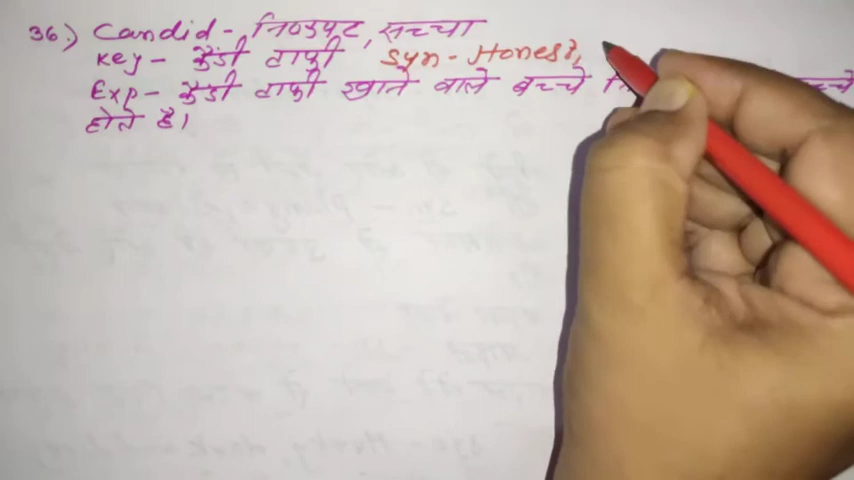 36.) Candid - निष्कपट, सच्चा
Key - कैंडी टाफी Syn - Honest,
Exp - कैंडी टाफी खाते वाले बच्चे
होते है।